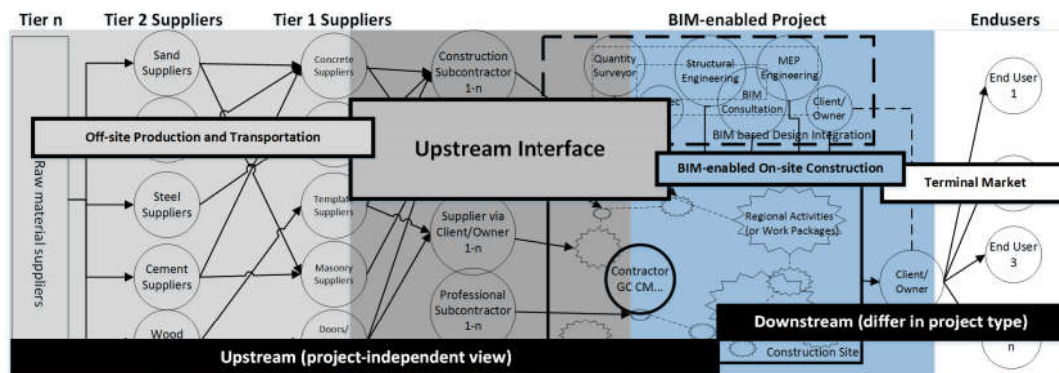 Tier n
Tier 2 Suppliers
Tier 1 Suppliers
BIM-enabled Project
Endusers
Raw material suppliers
Sand
Suppliers
Steel
Suppliers
Cement
Suppliers
Wood
Concrete
Suppliers
Suppliers
Masonry
Suppliers
Doors/
Construction
Subcontractor
1-n
Supplier via
Client/Owner
1-n
Professional
Subcontractor
1-n
Quantity
Surveyor
Structural
Engineering
MEP
Engineering
BIM
Consultation
Client/
Owner
BIM based Design Integration
Off-site Production and Transportation
Upstream Interface
BIM-enabled On-site Construction
Terminal Market
Regional Activities
(or Work Packages)
Contractor
GC CM...
Client/
Owner
End User
1
End User
3
n
Construction Site
Upstream (project-independent view)
Downstream (differ in project type)